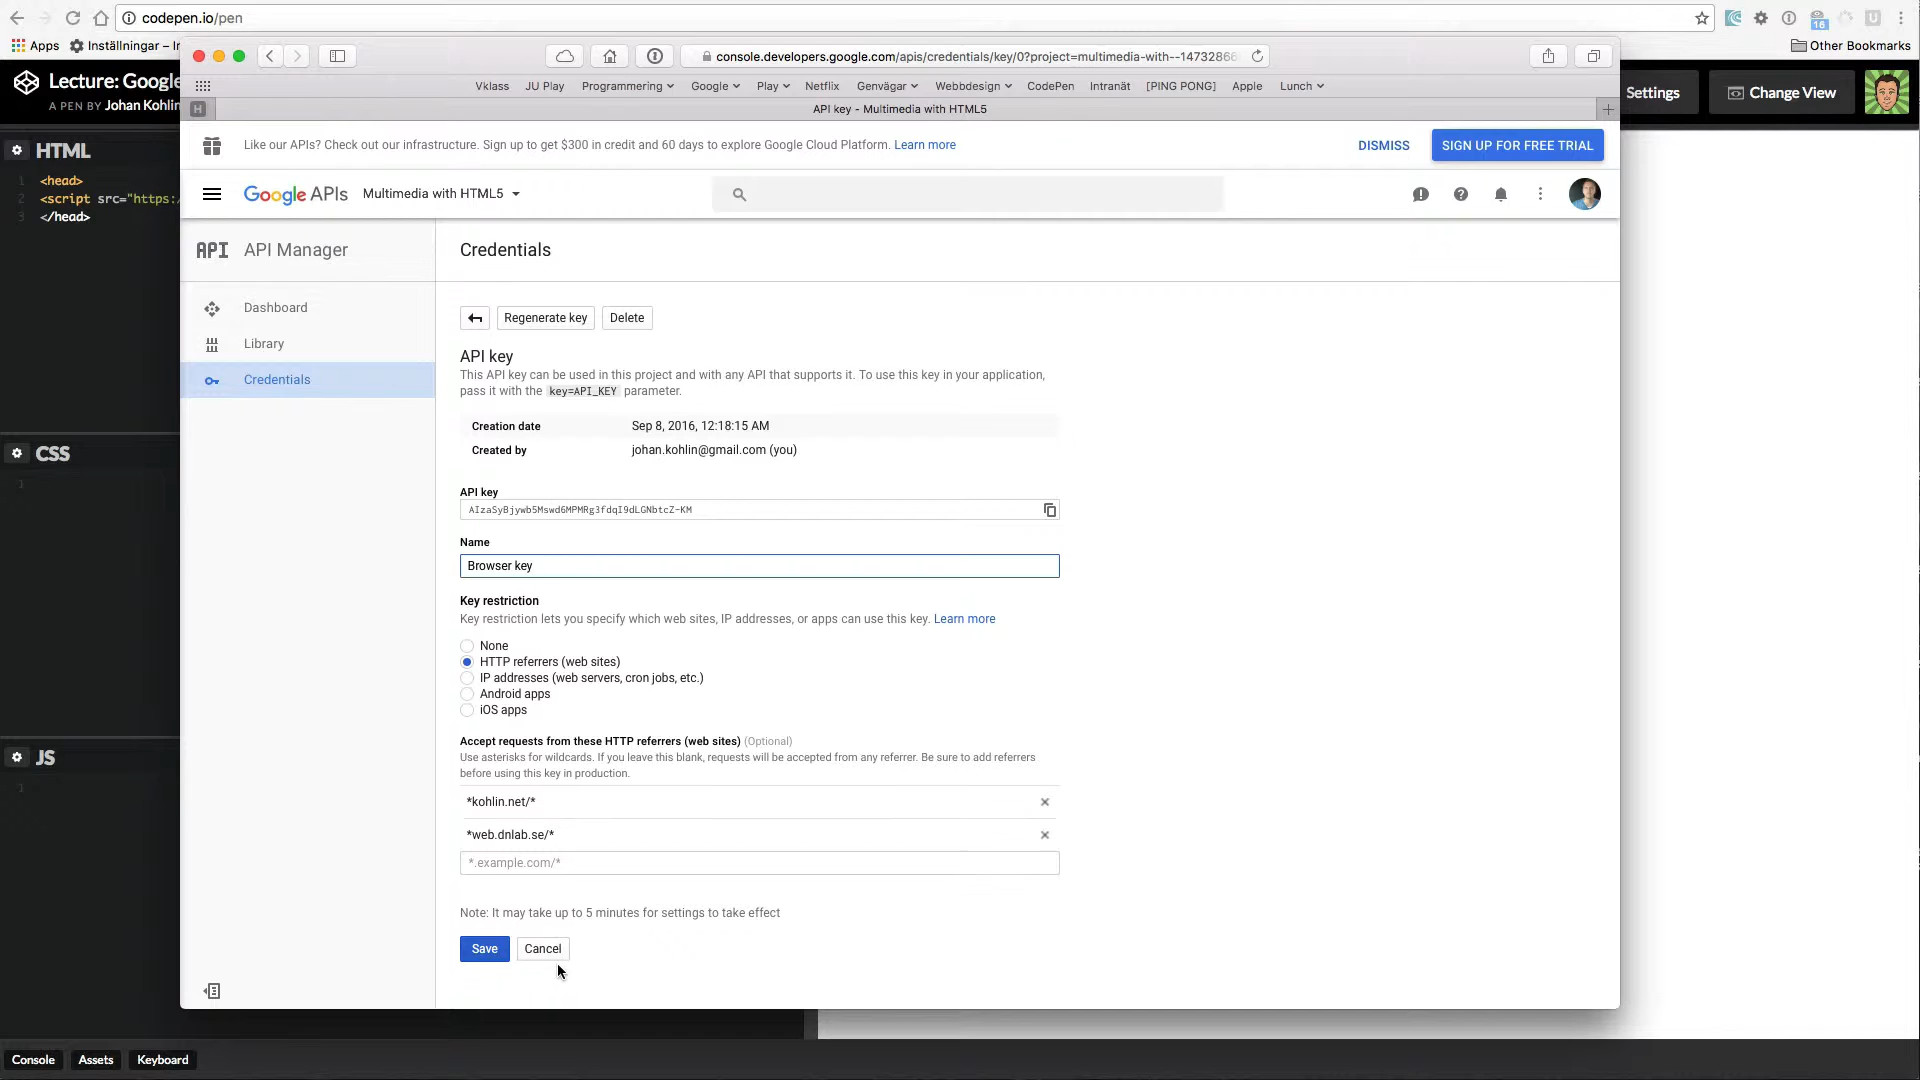 codepen.io/pen
Apps
Inställningar – In
Other Bookmarks
Lecture: Google
A PEN BY Johan Kohlin
Settings
Change View
HTML
1 <head>
2 <script src="https:/
3 </head>
CSS
1
JS
1
Console
Assets
Keyboard
16
console.developers.google.com/apis/credentials/key/0?project=multimedia-with--14732866
Vklass
JU Play
Programmering
Google
Play
Netflix
Genvägar
Webbdesign
CodePen
Intranät
[PING PONG]
Apple
Lunch
H
API key – Multimedia with HTML5
Like our APIs? Check out our infrastructure. Sign up to get $300 in credit and 60 days to explore Google Cloud Platform. Learn more
DISMISS
SIGN UP FOR FREE TRIAL
Google APIs
Multimedia with HTML5
API API Manager
Dashboard
Library
Credentials
Credentials
Regenerate key
Delete
API key
This API key can be used in this project and with any API that supports it. To use this key in your application,
pass it with the key=API_KEY parameter.
Creation date Sep 8, 2016, 12:18:15 AM
Created by johan.kohlin@gmail.com (you)
API key
AIzaSyBjywb5Mswd6MPMRg3fdqI9dLGNbtcZ-KM
Name
Browser key
Key restriction
Key restriction lets you specify which web sites, IP addresses, or apps can use this key. Learn more
None
HTTP referrers (web sites)
IP addresses (web servers, cron jobs, etc.)
Android apps
iOS apps
Accept requests from these HTTP referrers (web sites) (Optional)
Use asterisks for wildcards. If you leave this blank, requests will be accepted from any referrer. Be sure to add referrers
before using this key in production.
*kohlin.net/*
*web.dnlab.se/*
*.example.com/*
Note: It may take up to 5 minutes for settings to take effect
Save
Cancel